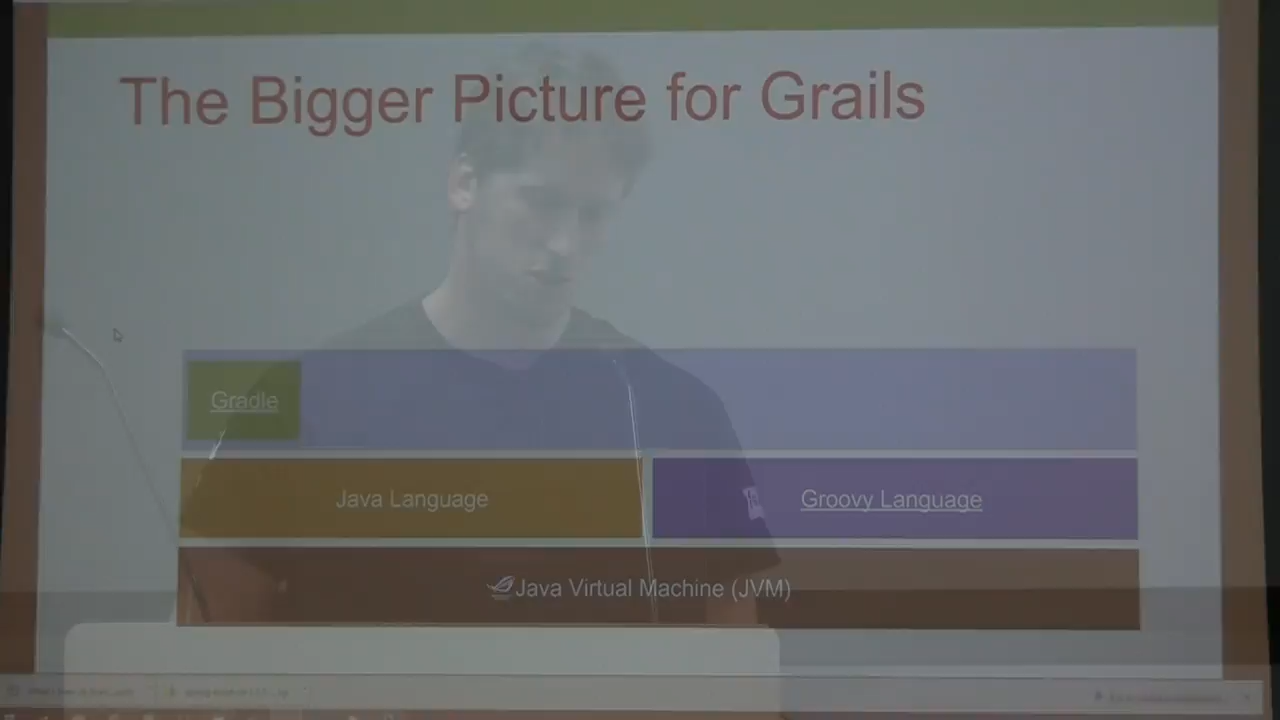 The Bigger Picture for Grails
Gradle
Java Language
Groovy Language
Java Virtual Machine (JVM)